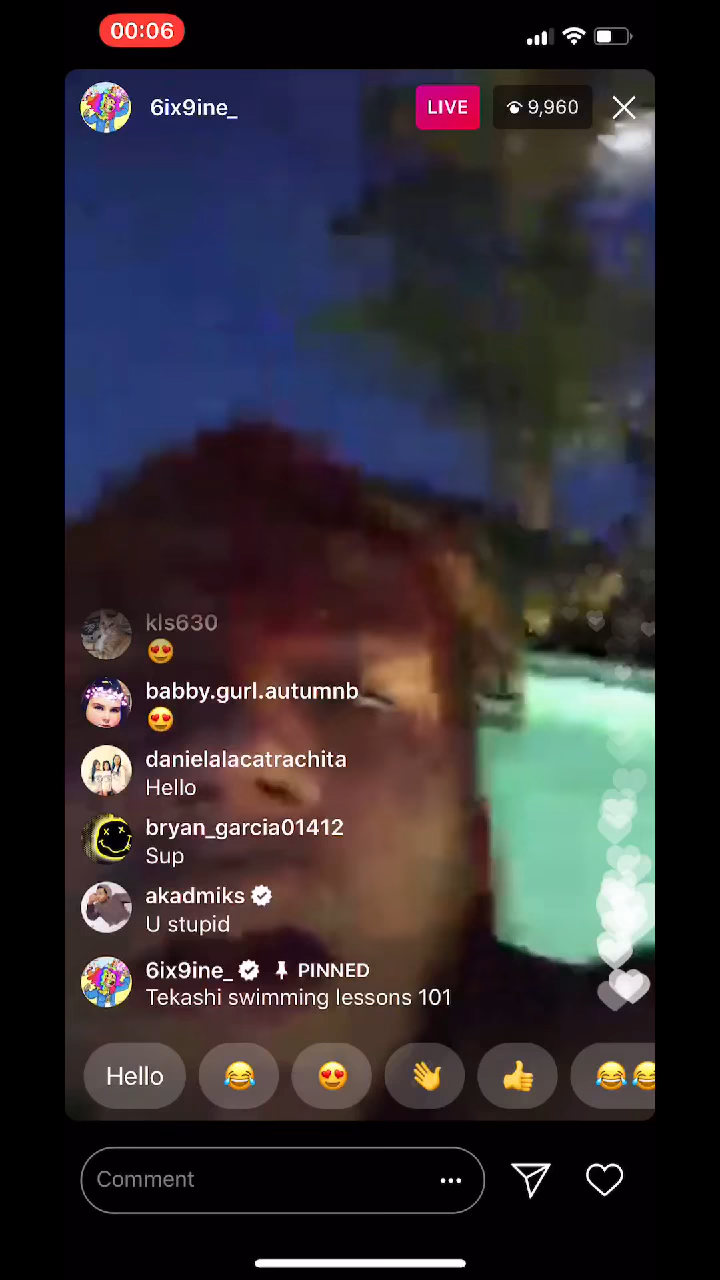 00:06
6ix9ine_
LIVE
9,960
kls630
😍
babby.gurl.autumnb
😍
danielalacatrachita
Hello
bryan_garcia01412
Sup
akadmiks
U stupid
6ix9ine_ PINNED
Tekashi swimming lessons 101
Hello 😂 😍 👋 👍 😂😂
Comment